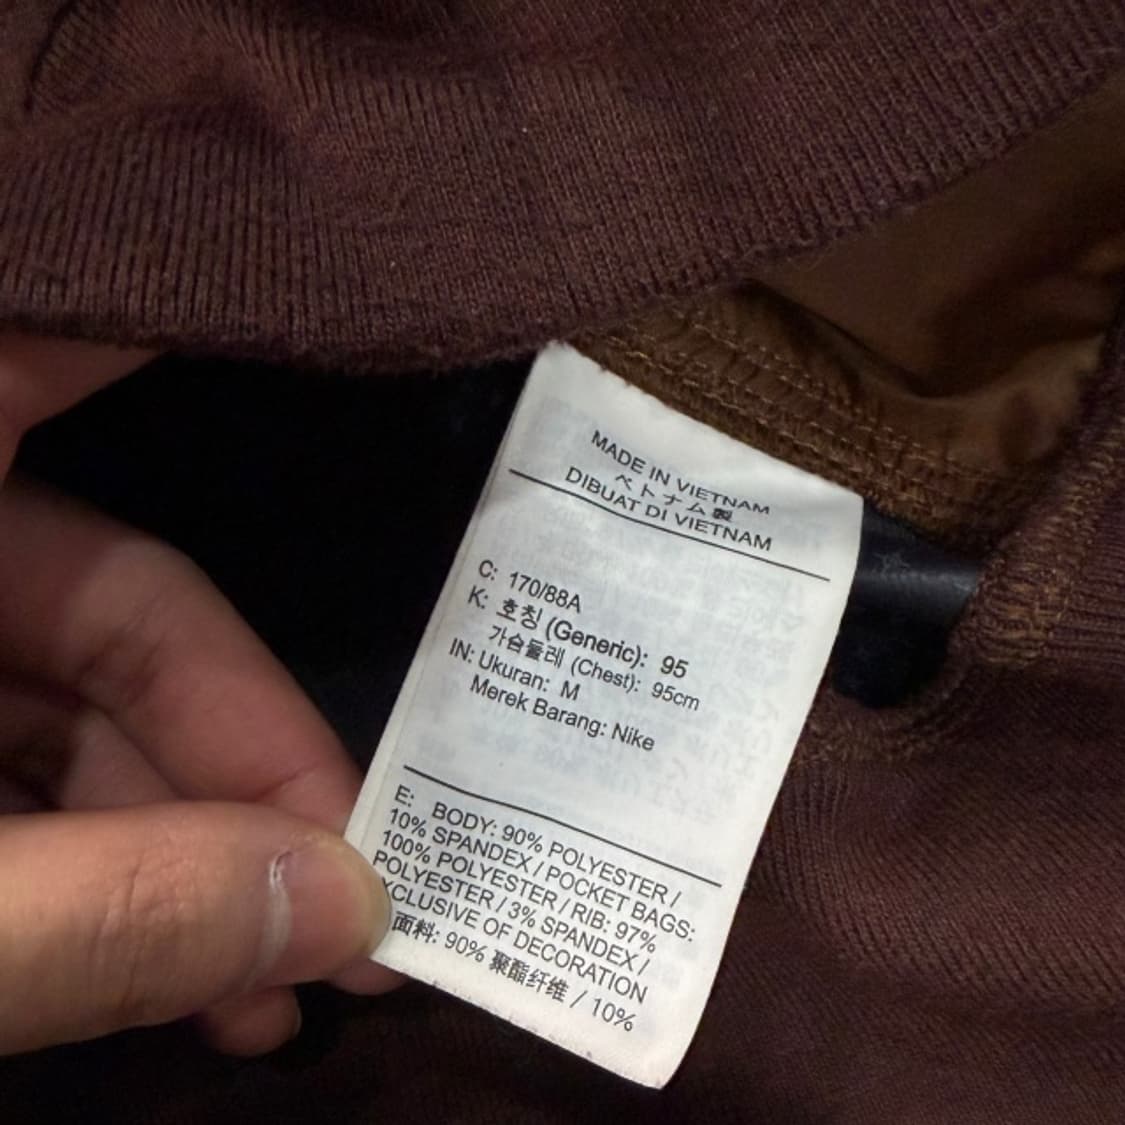 MADE IN VIETNAM
ベトナム製
DIBUAT DI VIETNAM
C: 170/88A
K: 호칭 (Generic): 95
가슴둘레 (Chest): 95cm
IN: Ukuran: M
Merek Barang: Nike
E: BODY: 90% POLYESTER /
10% SPANDEX / POCKET BAGS:
100% POLYESTER / RIB: 97%
POLYESTER / 3% SPANDEX /
XCLUSIVE OF DECORATION
面料: 90% 聚酯纤维 / 10%